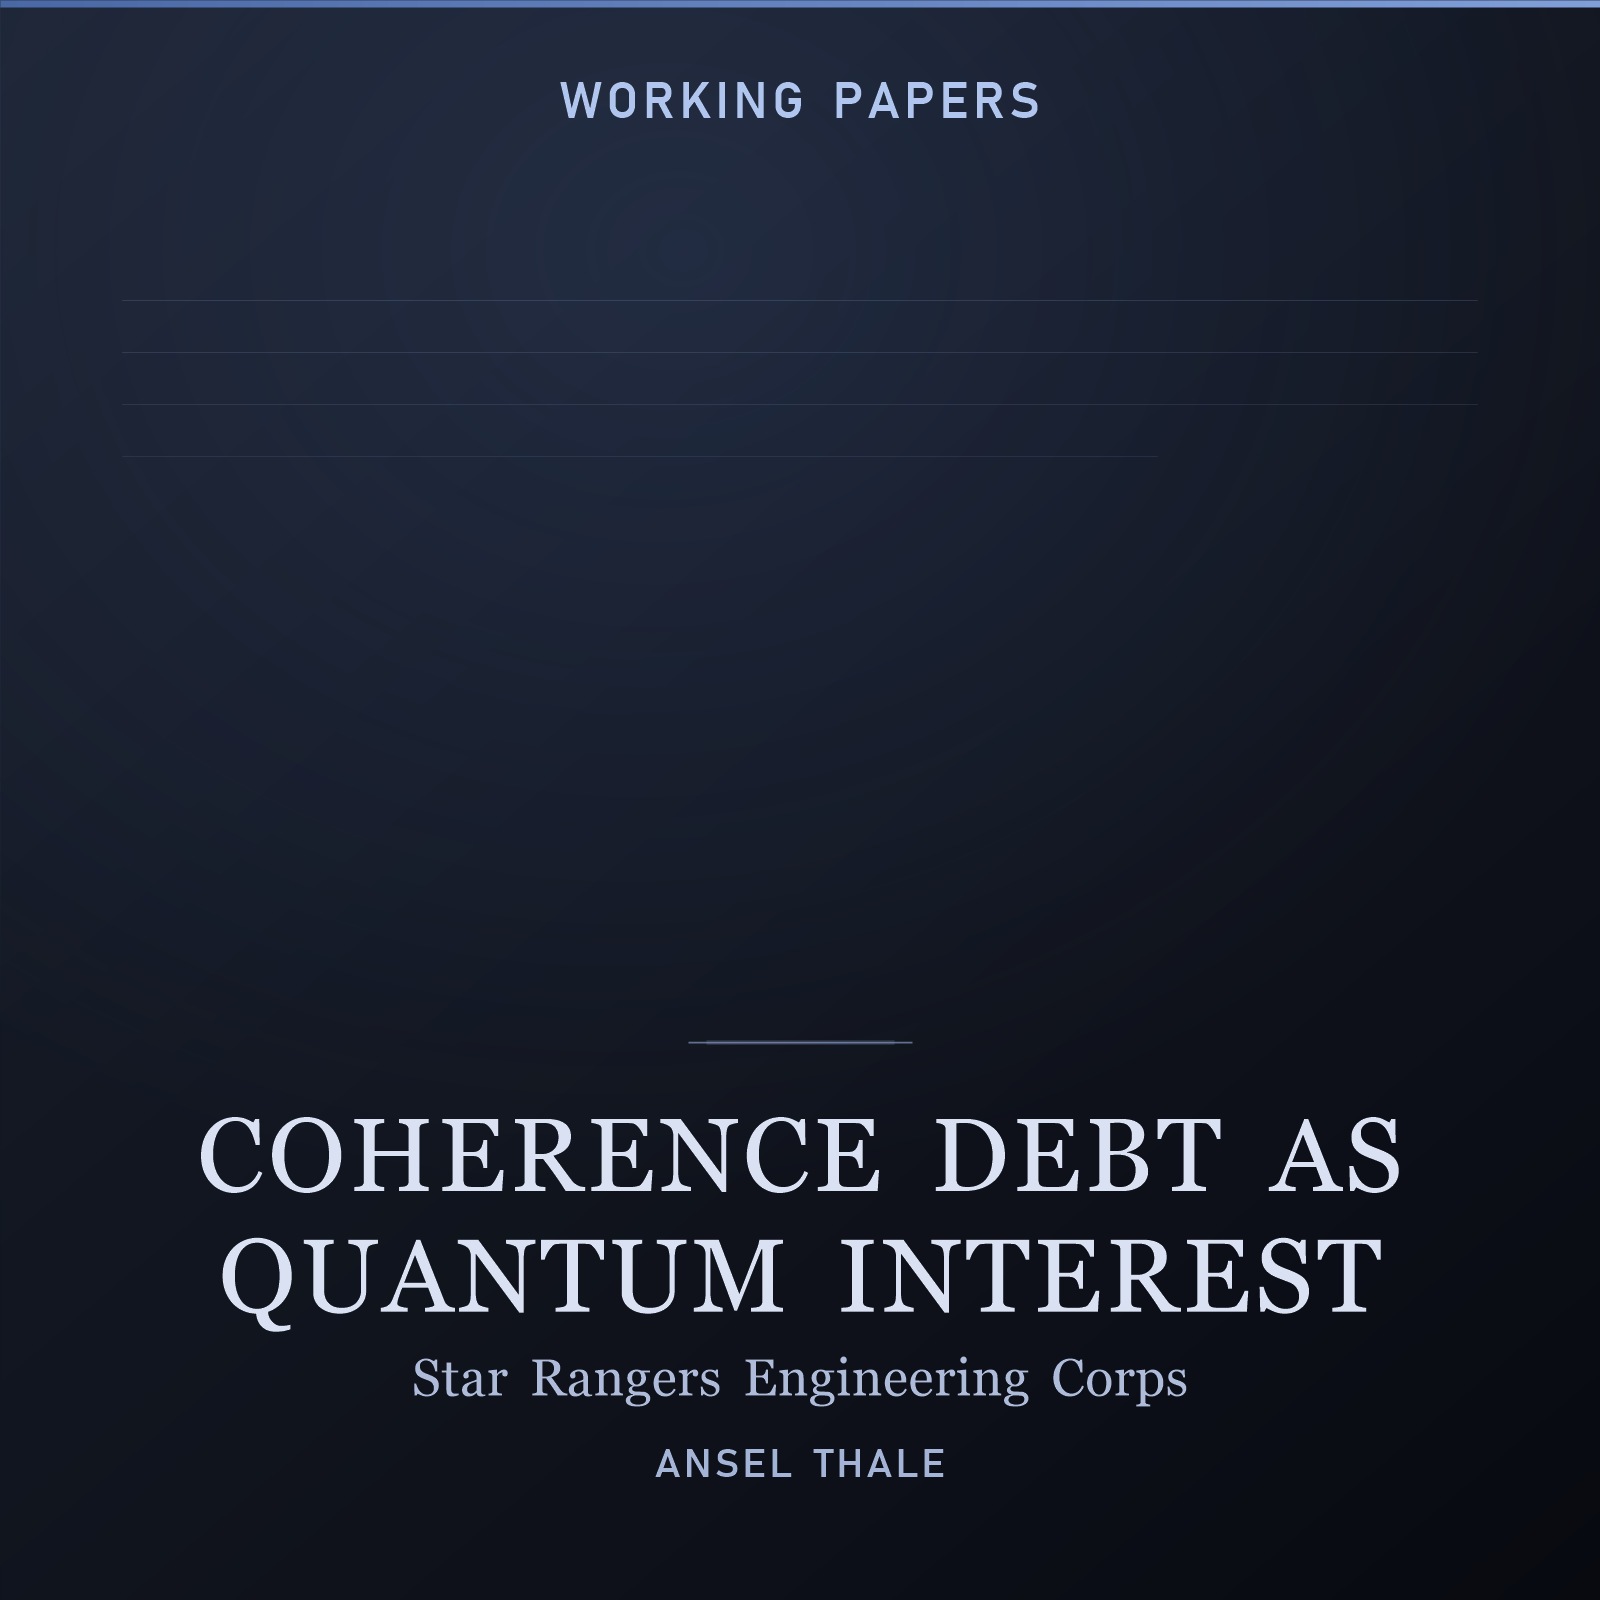 WORKING PAPERS
COHERENCE DEBT AS
QUANTUM INTEREST
Star Rangers Engineering Corps
ANSEL THALE